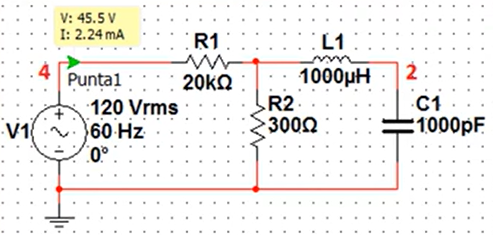 V: 45.5 V
I: 2.24 mA
4
Punta1
R1
20kΩ
L1
1000μH
2
V1
120 Vrms
60 Hz
0°
R2
300Ω
C1
1000pF